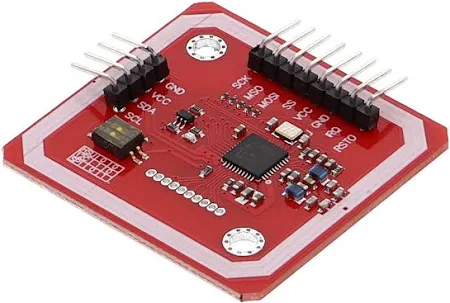 GND
VCC
SDA
SCL
SCK
MISO
MOSI
SS
VCC
GND
IRQ
RSTO